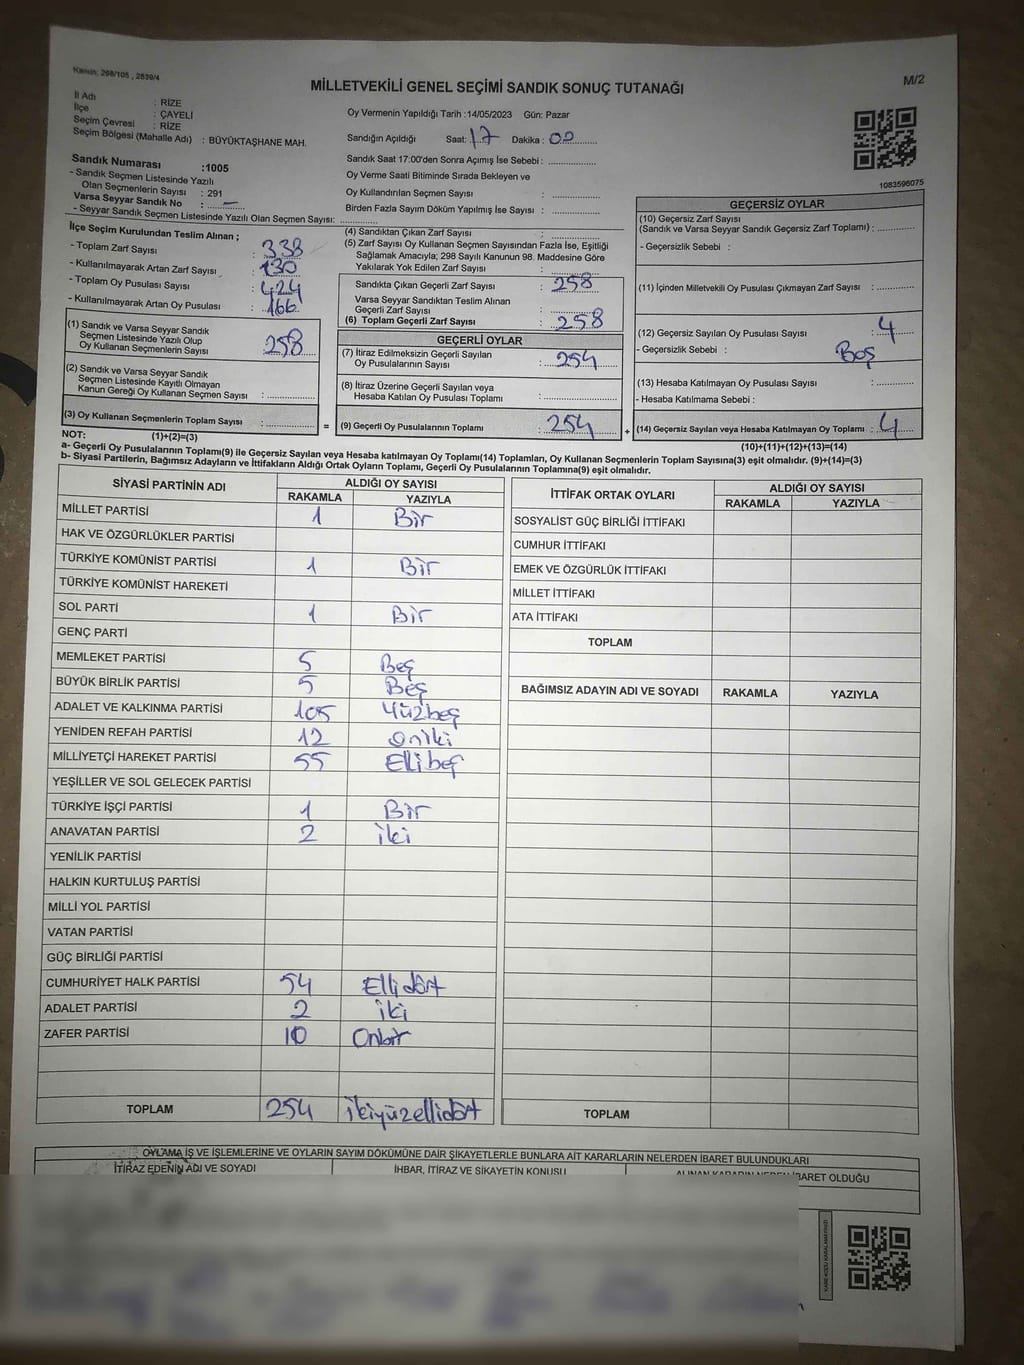 Kanun: 298/105 , 2839/4
MİLLETVEKİLİ GENEL SEÇİMİ SANDIK SONUÇ TUTANAĞI
M/2
İl Adı : RİZE
İlçe : ÇAYELİ
Seçim Çevresi : RİZE
Seçim Bölgesi (Mahalle Adı) : BÜYÜKTAŞHANE MAH.
Sandık Numarası :1005
- Sandık Seçmen Listesinde Yazılı
Olan Seçmenlerin Sayısı : 291
Varsa Seyyar Sandık No : -
- Seyyar Sandık Seçmen Listesinde Yazılı Olan Seçmen Sayısı:
Oy Vermenin Yapıldığı Tarih :14/05/2023 Gün: Pazar
Sandığın Açıldığı Saat: 17 Dakika : 00
Sandık Saat 17:00'den Sonra Açımış İse Sebebi :
Oy Verme Saati Bitiminde Sırada Bekleyen ve
Oy Kullandırılan Seçmen Sayısı :
Birden Fazla Sayım Döküm Yapılmış İse Sayısı :
1083596075
İlçe Seçim Kurulundan Teslim Alınan ;
- Toplam Zarf Sayısı : 338
- Kullanılmayarak Artan Zarf Sayısı : 130
- Toplam Oy Pusulası Sayısı : 424
- Kullanılmayarak Artan Oy Pusulası : 166
(1) Sandık ve Varsa Seyyar Sandık
Seçmen Listesinde Yazılı Olup
Oy Kullanan Seçmenlerin Sayısı : 258
(2) Sandık ve Varsa Seyyar Sandık
Seçmen Listesinde Kayıtlı Olmayan
Kanun Gereği Oy Kullanan Seçmen Sayısı :
(3) Oy Kullanan Seçmenlerin Toplam Sayısı :
(1)+(2)=(3)
(4) Sandıktan Çıkan Zarf Sayısı :
(5) Zarf Sayısı Oy Kullanan Seçmen Sayısından Fazla İse, Eşitliği
Sağlamak Amacıyla; 298 Sayılı Kanunun 98. Maddesine Göre
Yakılarak Yok Edilen Zarf Sayısı :
Sandıkta Çıkan Geçerli Zarf Sayısı : 258
Varsa Seyyar Sandıktan Teslim Alınan
Geçerli Zarf Sayısı :
(6) Toplam Geçerli Zarf Sayısı : 258
GEÇERLİ OYLAR
(7) İtiraz Edilmeksizin Geçerli Sayılan
Oy Pusulalarının Sayısı : 254
(8) İtiraz Üzerine Geçerli Sayılan veya
Hesaba Katılan Oy Pusulası Toplamı :
= (9) Geçerli Oy Pusulalarının Toplamı : 254
GEÇERSİZ OYLAR
(10) Geçersiz Zarf Sayısı
(Sandık ve Varsa Seyyar Sandık Geçersiz Zarf Toplamı) :
- Geçersizlik Sebebi :
(11) İçinden Milletvekili Oy Pusulası Çıkmayan Zarf Sayısı :
(12) Geçersiz Sayılan Oy Pusulası Sayısı : 4
- Geçersizlik Sebebi : Boş
(13) Hesaba Katılmayan Oy Pusulası Sayısı :
- Hesaba Katılmama Sebebi :
+ (14) Geçersiz Sayılan veya Hesaba Katılmayan Oy Toplamı : 4
(10)+(11)+(12)+(13)=(14)
NOT:
a- Geçerli Oy Pusulalarının Toplamı(9) ile Geçersiz Sayılan veya Hesaba katılmayan Oy Toplamı(14) Toplamları, Oy Kullanan Seçmenlerin Toplam Sayısına(3) eşit olmalıdır. (9)+(14)=(3)
b- Siyasi Partilerin, Bağımsız Adayların ve İttifakların Aldığı Ortak Oyların Toplamı, Geçerli Oy Pusulalarının Toplamına(9) eşit olmalıdır.
SİYASİ PARTİNİN ADI ALDIĞI OY SAYISI
RAKAMLA YAZIYLA
MİLLET PARTİSİ 1 Bir
HAK VE ÖZGÜRLÜKLER PARTİSİ
TÜRKİYE KOMÜNİST PARTİSİ 1 Bir
TÜRKİYE KOMÜNİST HAREKETİ
SOL PARTİ 1 Bir
GENÇ PARTİ
MEMLEKET PARTİSİ 5 Beş
BÜYÜK BİRLİK PARTİSİ 5 Beş
ADALET VE KALKINMA PARTİSİ 105 Yüzbeş
YENİDEN REFAH PARTİSİ 12 oniki
MİLLİYETÇİ HAREKET PARTİSİ 55 Ellibeş
YEŞİLLER VE SOL GELECEK PARTİSİ
TÜRKİYE İŞÇİ PARTİSİ 1 Bir
ANAVATAN PARTİSİ 2 iki
YENİLİK PARTİSİ
HALKIN KURTULUŞ PARTİSİ
MİLLİ YOL PARTİSİ
VATAN PARTİSİ
GÜÇ BİRLİĞİ PARTİSİ
CUMHURİYET HALK PARTİSİ 54 Ellidört
ADALET PARTİSİ 2 iki
ZAFER PARTİSİ 10 Onbir
TOPLAM 254 ikiyüzellidört
İTTİFAK ORTAK OYLARI ALDIĞI OY SAYISI
RAKAMLA YAZIYLA
SOSYALİST GÜÇ BİRLİĞİ İTTİFAKI
CUMHUR İTTİFAKI
EMEK VE ÖZGÜRLÜK İTTİFAKI
MİLLET İTTİFAKI
ATA İTTİFAKI
TOPLAM
BAĞIMSIZ ADAYIN ADI VE SOYADI RAKAMLA YAZIYLA
TOPLAM
OYLAMA İŞ VE İŞLEMLERİNE VE OYLARIN SAYIM DÖKÜMÜNE DAİR ŞİKAYETLERLE BUNLARA AİT KARARLARIN NELERDEN İBARET BULUNDUKLARI
İTİRAZ EDENİN ADI VE SOYADI İHBAR, İTİRAZ VE ŞİKAYETİN KONUSU ALINAN KARARIN NEDEN İBARET OLDUĞU